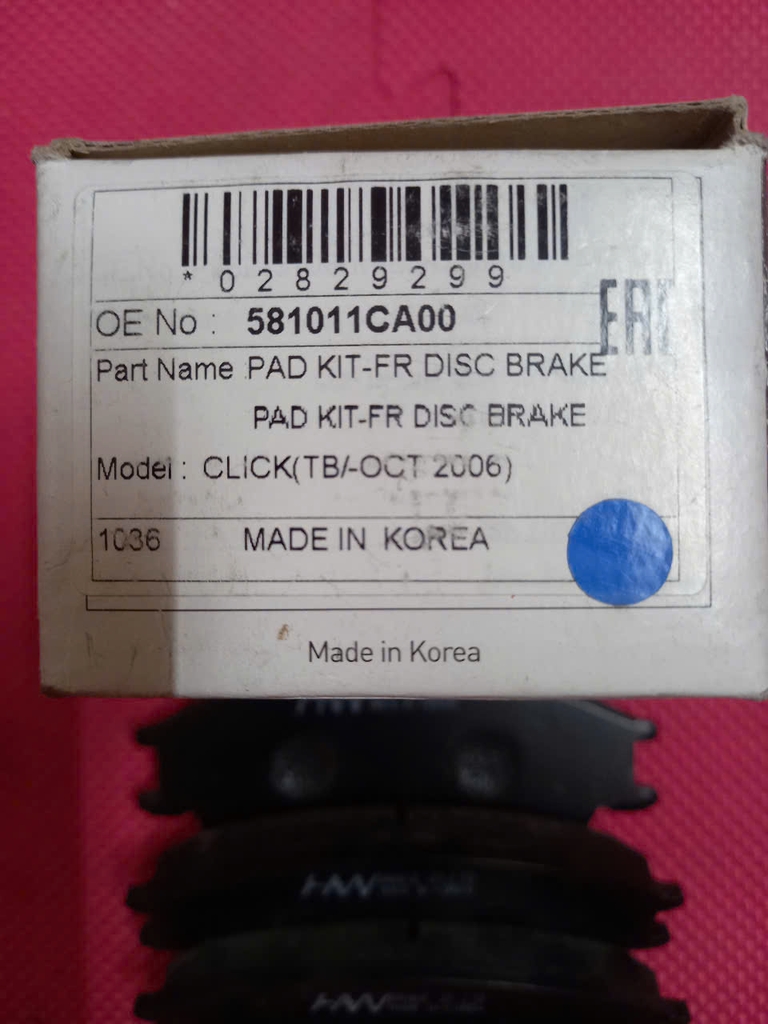 *02829299
OE No : 581011CA00
EAC
Part Name PAD KIT-FR DISC BRAKE
PAD KIT-FR DISC BRAKE
Model : CLICK(TB/-OCT 2006)
1036 MADE IN KOREA
Made in Korea